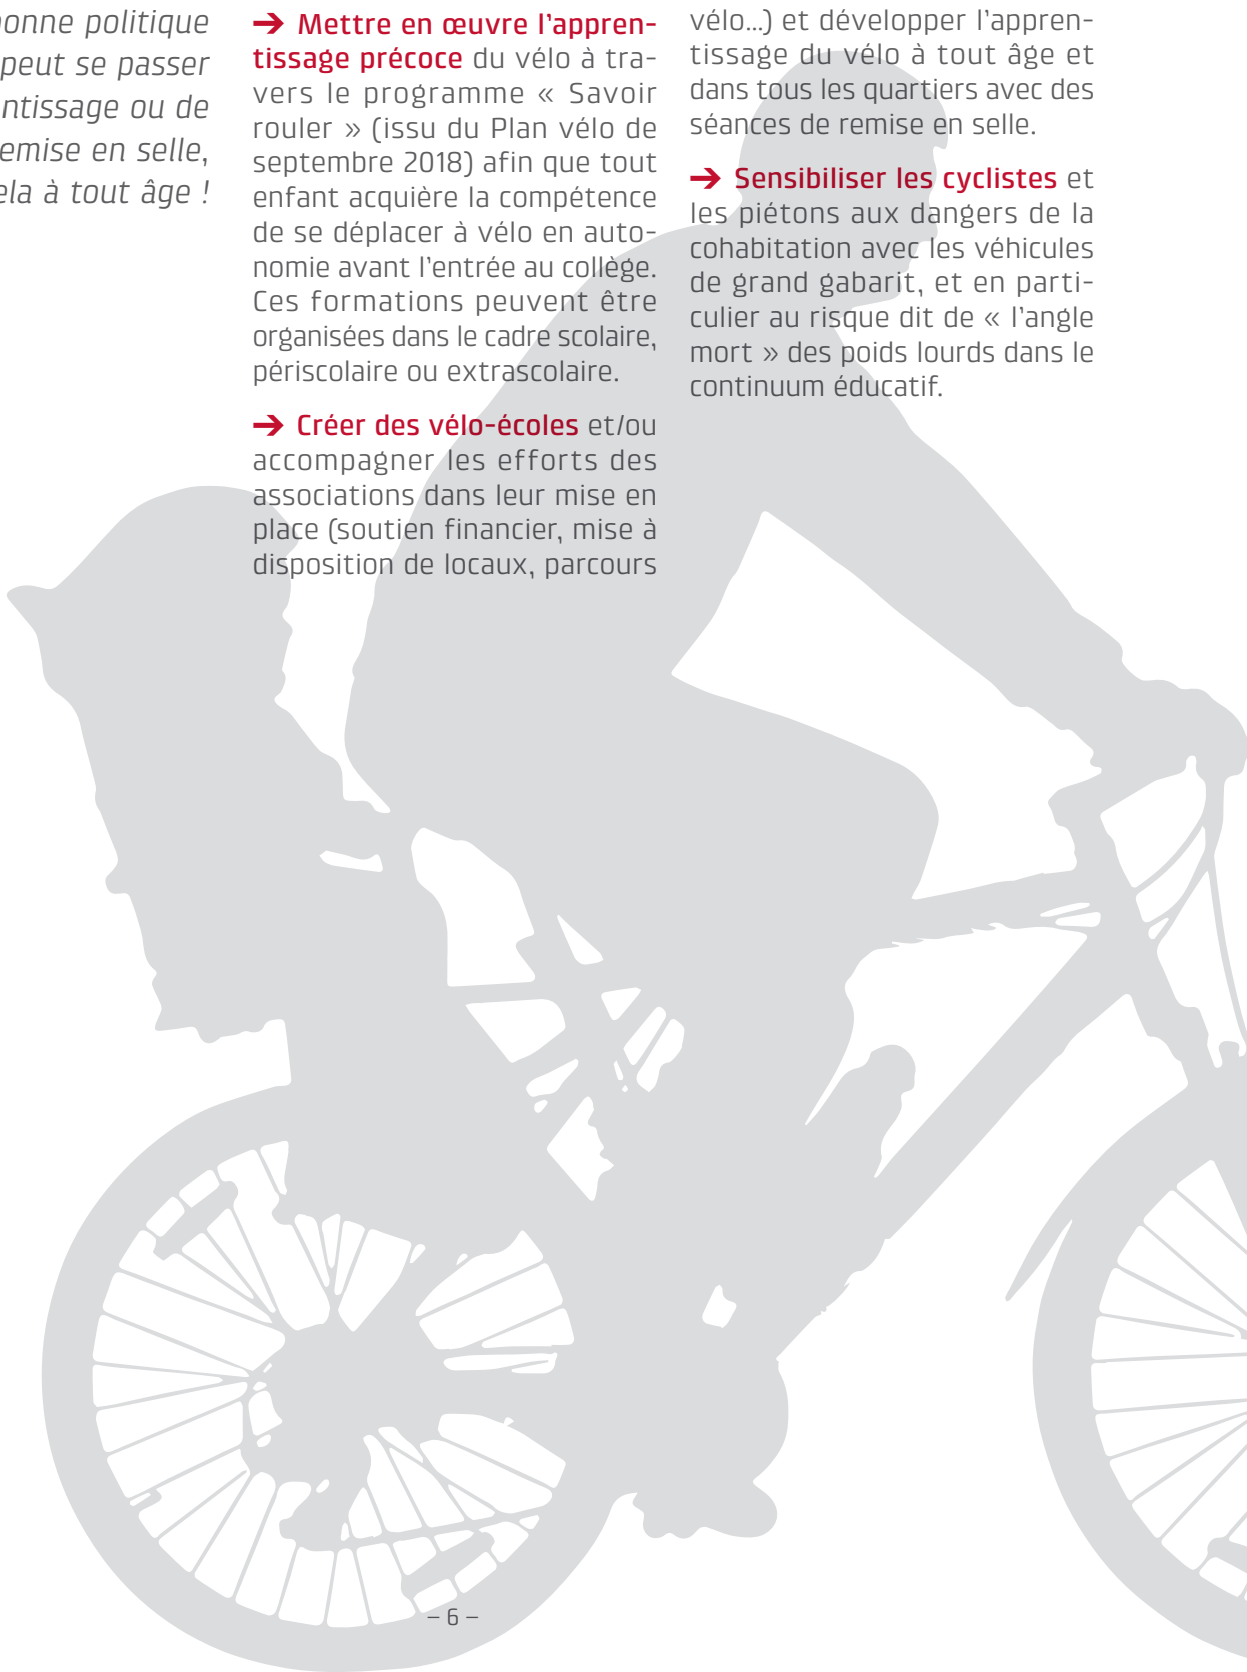 onne politique
peut se passer
ntissage ou de
emise en selle,
ela à tout âge !
➔ Mettre en œuvre l’appren-
tissage précoce du vélo à tra-
vers le programme « Savoir
rouler » (issu du Plan vélo de
septembre 2018) afin que tout
enfant acquière la compétence
de se déplacer à vélo en auto-
nomie avant l’entrée au collège.
Ces formations peuvent être
organisées dans le cadre scolaire,
périscolaire ou extrascolaire.
➔ Créer des vélo-écoles et/ou
accompagner les efforts des
associations dans leur mise en
place (soutien financier, mise à
disposition de locaux, parcours
vélo…) et développer l’appren-
tissage du vélo à tout âge et
dans tous les quartiers avec des
séances de remise en selle.
➔ Sensibiliser les cyclistes et
les piétons aux dangers de la
cohabitation avec les véhicules
de grand gabarit, et en parti-
culier au risque dit de « l’angle
mort » des poids lourds dans le
continuum éducatif.
– 6 –